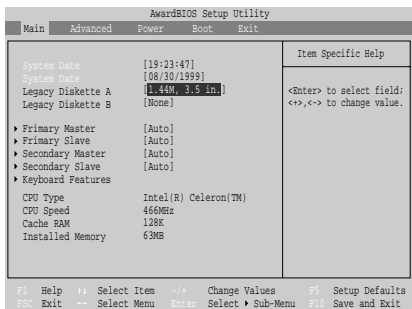 AwardBIOS Setup Utility
Main Advanced Power Boot Exit
Item Specific Help
System Date [19:23:47]
System Date [08/30/1999]
Legacy Diskette A [1.44M, 3.5 in.]
Legacy Diskette B [None]
<Enter> to select field;
<+>,<-> to change value.
Primary Master [Auto]
Primary Slave [Auto]
Secondary Master [Auto]
Secondary Slave [Auto]
Keyboard Features
CPU Type Intel(R) Celeron(TM)
CPU Speed 466MHz
Cache RAM 128K
Installed Memory 63MB
F1 Help ↑↓ Select Item -/+ Change Values F5 Setup Defaults
ESC Exit ↔ Select Menu Enter Select ▸ Sub-Menu F10 Save and Exit